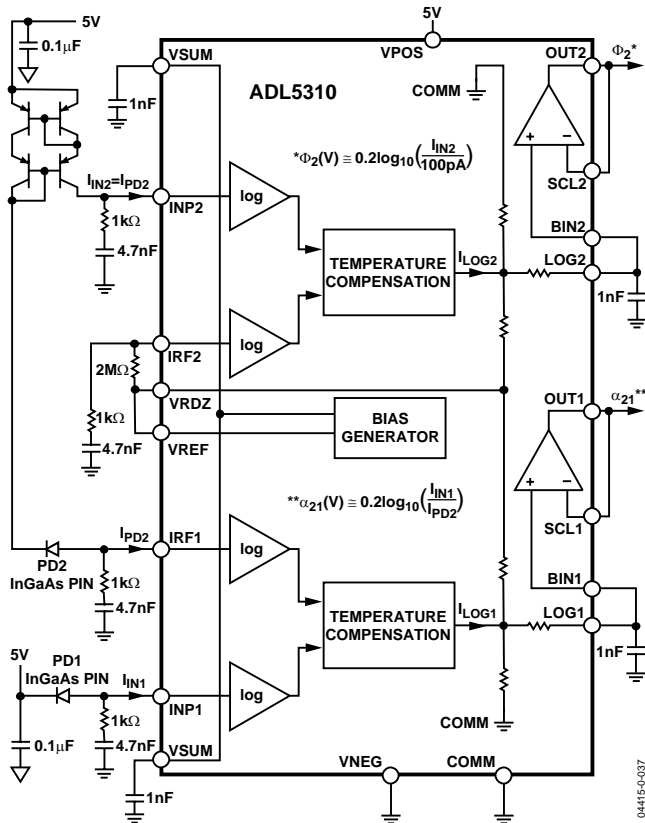 5V
5V
0.1μF
VSUM
VPOS
OUT2
Φ2*
1nF
ADL5310
COMM
*Φ2(V) ≅ 0.2log10(IIN2/100pA)
+
–
SCL2
IIN2=IPD2
INP2
log
BIN2
1kΩ
4.7nF
TEMPERATURE
COMPENSATION
ILOG2
LOG2
1nF
IRF2
log
2MΩ
VRDZ
1kΩ
4.7nF
VREF
BIAS
GENERATOR
OUT1
α21**
**α21(V) ≅ 0.2log10(IIN1/IPD2)
+
–
SCL1
IPD2
IRF1
log
PD2
InGaAs PIN
1kΩ
4.7nF
BIN1
TEMPERATURE
COMPENSATION
ILOG1
LOG1
1nF
5V
PD1
InGaAs PIN
IIN1
INP1
log
1kΩ
4.7nF
0.1μF
VSUM
COMM
1nF
VNEG
COMM
04415-0-037